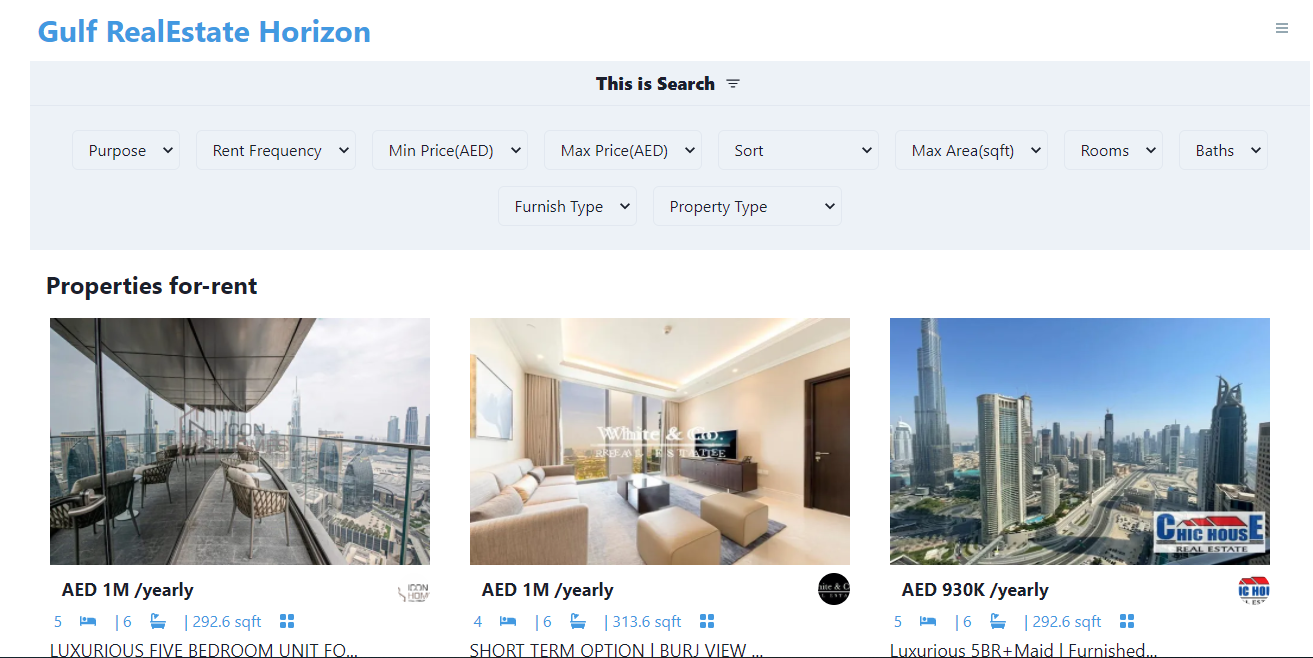 Gulf RealEstate Horizon
This is Search
Purpose Rent Frequency Min Price(AED) Max Price(AED) Sort Max Area(sqft) Rooms Baths
Furnish Type Property Type
Properties for-rent
ICON
White & Co.
CHIC HOUSE
REAL ESTATE
AED 1M /yearly
ICON
HOM
AED 1M /yearly
AED 930K /yearly
5 | 6 | 292.6 sqft
4 | 6 | 313.6 sqft
5 | 6 | 292.6 sqft
LUXURIOUS FIVE BEDROOM UNIT FO...
SHORT TERM OPTION | BURJ VIEW ...
Luxurious 5BR+Maid | Furnished...